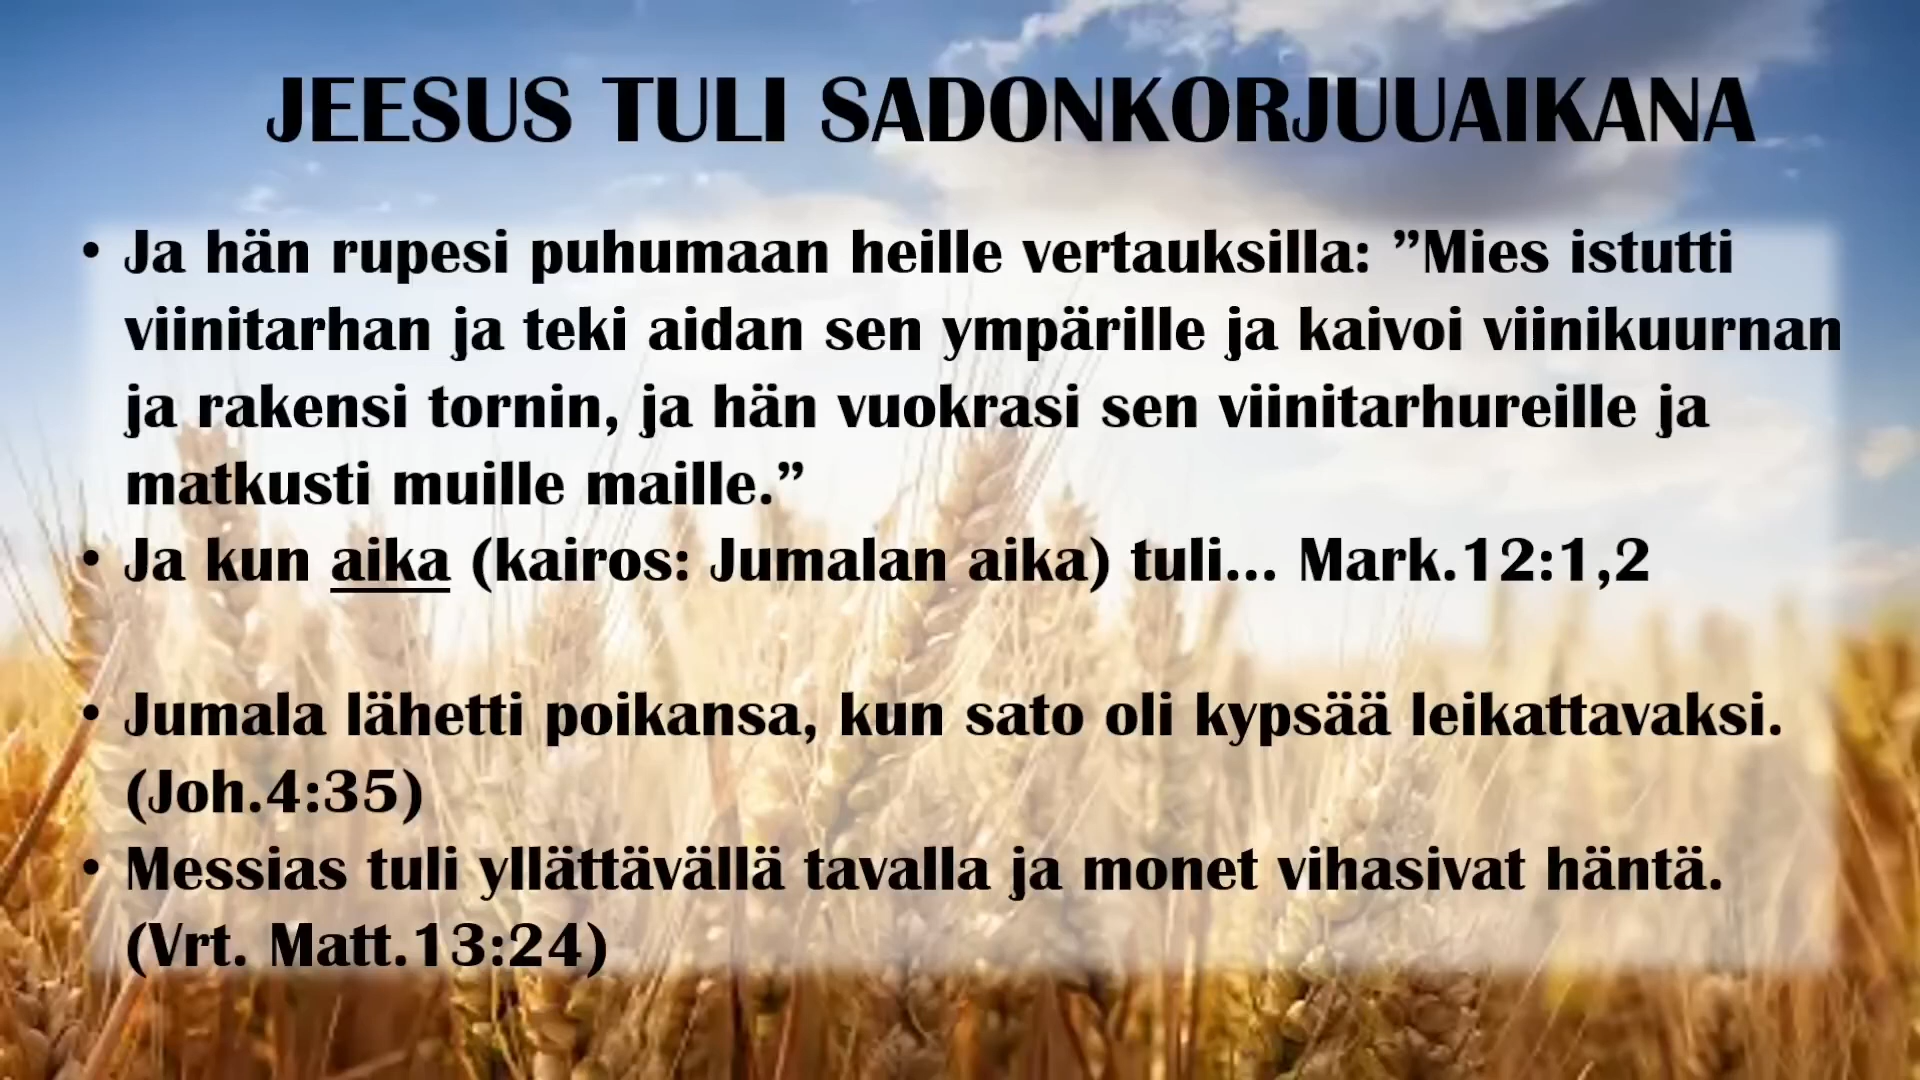 JEESUS TULI SADONKORJUUAIKANA
• Ja hän rupesi puhumaan heille vertauksilla: ”Mies istutti
viinitarhan ja teki aidan sen ympärille ja kaivoi viinikuurnan
ja rakensi tornin, ja hän vuokrasi sen viinitarhureille ja
matkusti muille maille.”
• Ja kun aika (kairos: Jumalan aika) tuli… Mark.12:1,2
• Jumala lähetti poikansa, kun sato oli kypsää leikattavaksi.
(Joh.4:35)
• Messias tuli yllättävällä tavalla ja monet vihasivat häntä.
(Vrt. Matt.13:24)